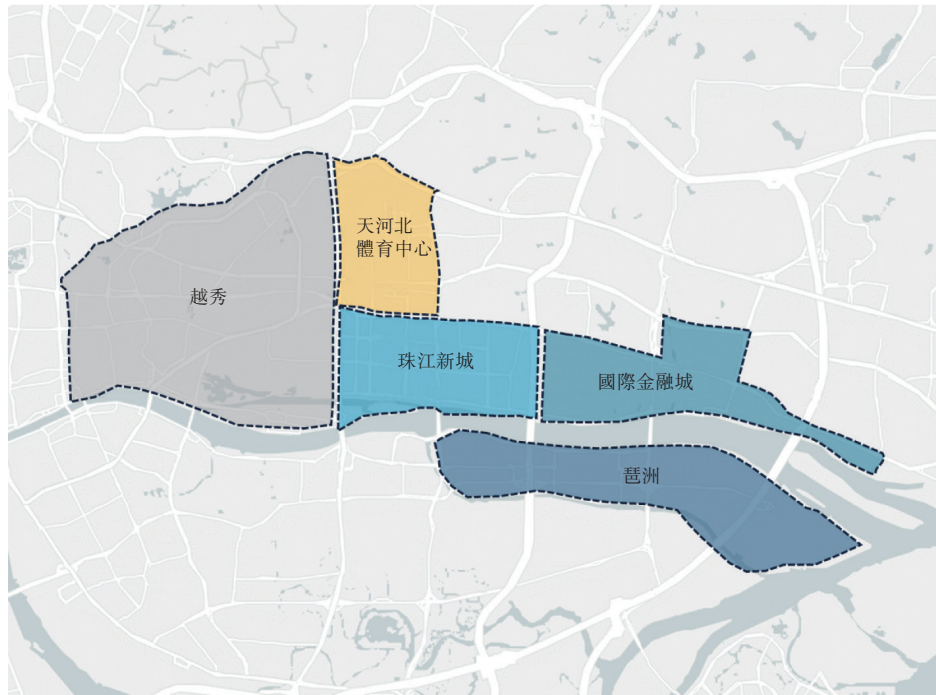 天河北
體育中心
越秀
珠江新城
國際金融城
琶洲